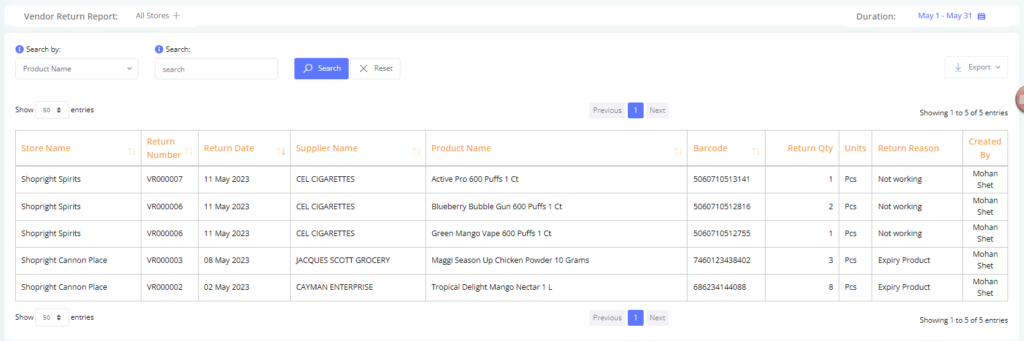 Vendor Return Report: All Stores + Duration: May 1 - May 31
Search by: Search:
Product Name search Search Reset Export
Show 50 entries Previous 1 Next Showing 1 to 5 of 5 entries
Store Name Return Number Return Date Supplier Name Product Name Barcode Return Qty Units Return Reason Created By
Shopright Spirits VR000007 11 May 2023 CEL CIGARETTES Active Pro 600 Puffs 1 Ct 5060710513141 1 Pcs Not working Mohan Shet
Shopright Spirits VR000006 11 May 2023 CEL CIGARETTES Blueberry Bubble Gun 600 Puffs 1 Ct 5060710512816 2 Pcs Not working Mohan Shet
Shopright Spirits VR000006 11 May 2023 CEL CIGARETTES Green Mango Vape 600 Puffs 1 Ct 5060710512755 1 Pcs Not working Mohan Shet
Shopright Cannon Place VR000003 08 May 2023 JACQUES SCOTT GROCERY Maggi Season Up Chicken Powder 10 Grams 7460123438402 3 Pcs Expiry Product Mohan Shet
Shopright Cannon Place VR000002 02 May 2023 CAYMAN ENTERPRISE Tropical Delight Mango Nectar 1 L 686234144088 8 Pcs Expiry Product Mohan Shet
Show 50 entries Previous 1 Next Showing 1 to 5 of 5 entries